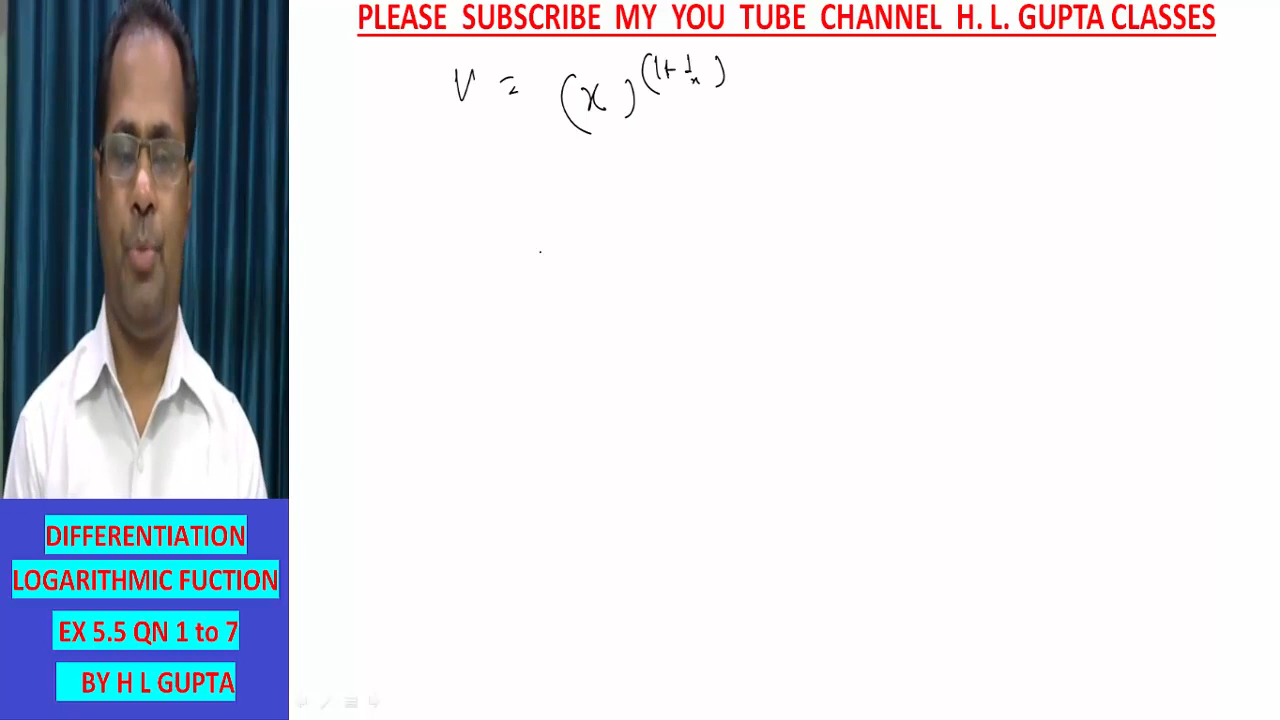 PLEASE SUBSCRIBE MY YOU TUBE CHANNEL H. L. GUPTA CLASSES
V = (x)^(1+1/x)
DIFFERENTIATION
LOGARITHMIC FUCTION
EX 5.5 QN 1 to 7
BY H L GUPTA